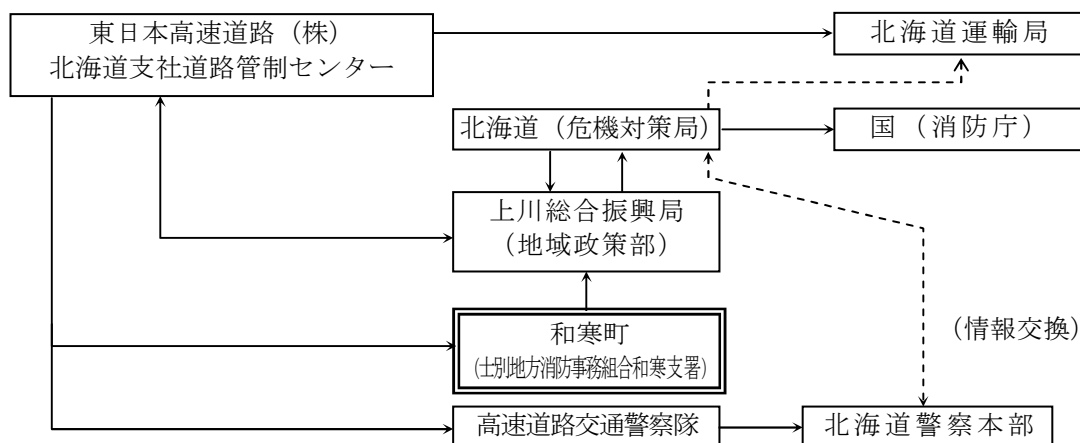 東日本高速道路（株）
北海道支社道路管制センター
北海道運輸局
北海道（危機対策局）
国（消防庁）
上川総合振興局
（地域政策部）
和寒町
（士別地方消防事務組合和寒支署）
（情報交換）
高速道路交通警察隊
北海道警察本部